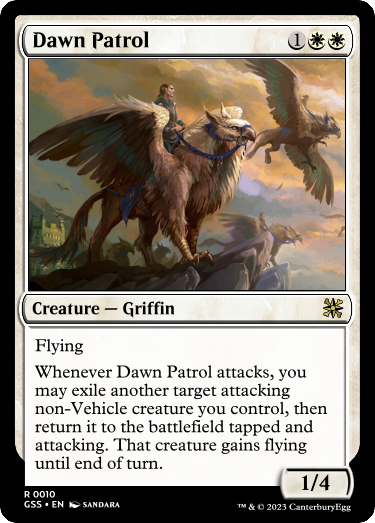 Dawn Patrol 1
Creature — Griffin
Flying
Whenever Dawn Patrol attacks, you
may exile another target attacking
non-Vehicle creature you control, then
return it to the battlefield tapped and
attacking. That creature gains flying
until end of turn.
1/4
R 0010
GSS • EN SANDARA
™ & © 2023 CanterburyEgg